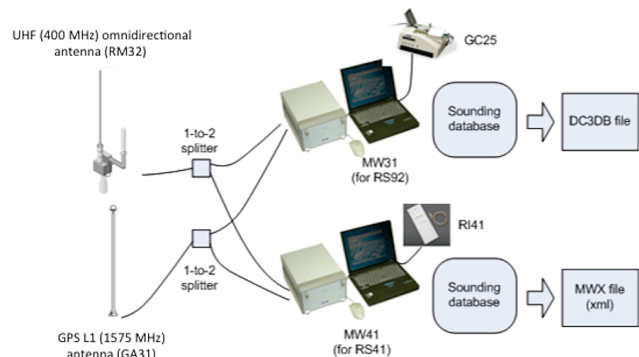 UHF (400 MHz) omnidirectional
antenna (RM32)
GC25
1-to-2
splitter
Sounding
database
DC3DB file
MW31
(for RS92)
RI41
1-to-2
splitter
Sounding
database
MWX file
(xml)
MW41
(for RS41)
GPS L1 (1575 MHz)
antenna (GA31)